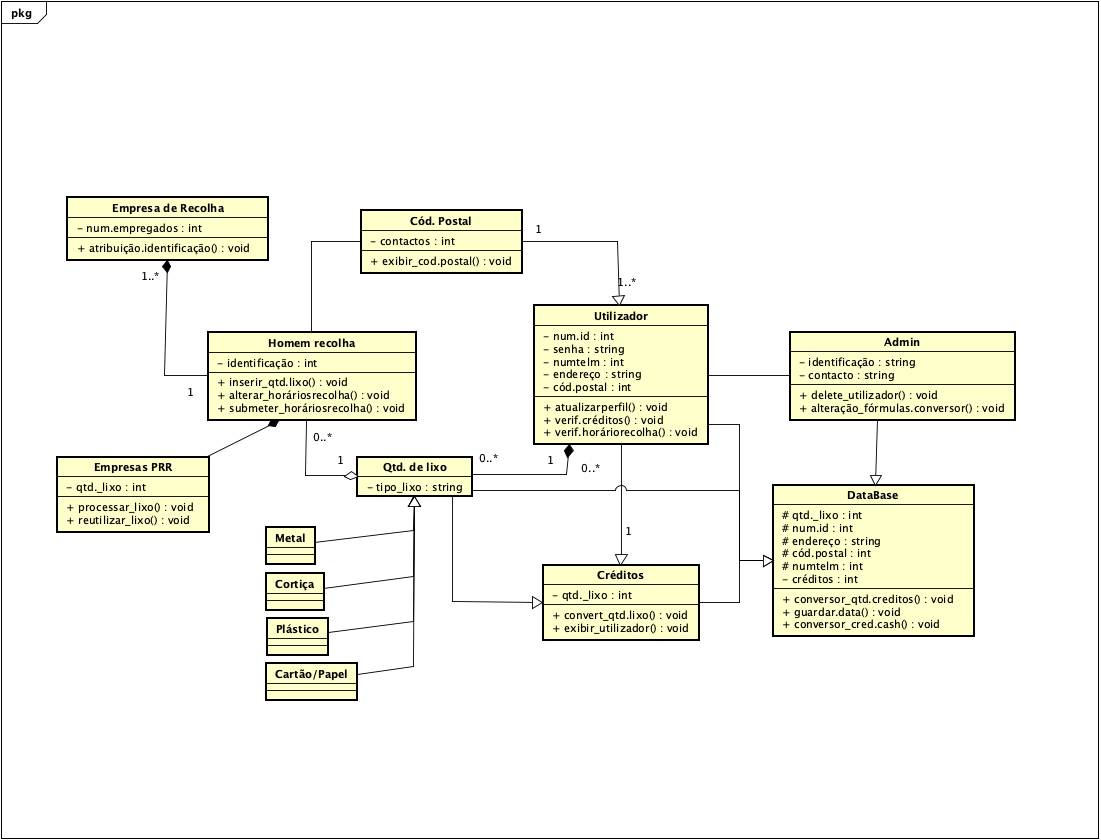 pkg
Empresa de Recolha
– num.empregados : int
+ atribuição.identificação() : void
1..*
1
Cód. Postal
– contactos : int
+ exibir_cod.postal() : void
1
1..*
Utilizador
– num.id : int
– senha : string
– numtelm : int
– endereço : string
– cód.postal : int
+ atualizarperfil() : void
+ verif.créditos() : void
+ verif.horáriorecolha() : void
Admin
– identificação : string
– contacto : string
+ delete_utilizador() : void
+ alteração_fórmulas.conversor() : void
Homem recolha
– identificação : int
+ inserir_qtd.lixo() : void
+ alterar_horáriosrecolha() : void
+ submeter_horáriosrecolha() : void
0..*
1
Empresas PRR
– qtd._lixo : int
+ processar_lixo() : void
+ reutilizar_lixo() : void
Qtd. de lixo
– tipo_lixo : string
0..*
1
0..*
DataBase
# qtd._lixo : int
# num.id : int
# endereço : string
# cód.postal : int
# numtelm : int
– créditos : int
+ conversor_qtd.creditos() : void
+ guardar.data() : void
+ conversor_cred.cash() : void
1
Metal
Cortiça
Plástico
Cartão/Papel
Créditos
– qtd._lixo : int
+ convert_qtd.lixo() : void
+ exibir_utilizador() : void